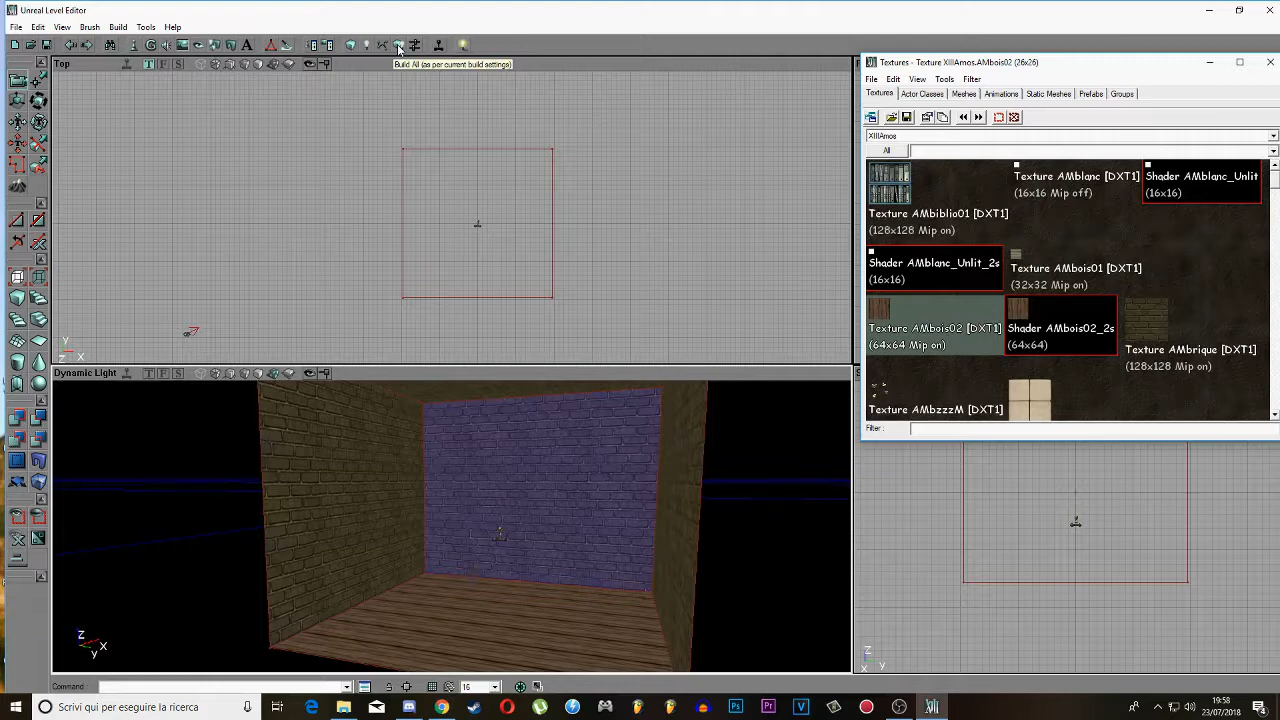 Unreal Level Editor
File Edit View Brush Build Tools Help
Build All (as per current build settings)
Top
Textures - Texture XIIIAmos.AMbois02 (26x26)
File Edit View Tools Filter
Textures Actor Classes Meshes Animations Static Meshes Prefabs Groups
XIIIAmos
All
Texture AMbiblio01 [DXT1]
(128x128 Mip on)
Texture AMblanc [DXT1]
(16x16 Mip off)
Shader AMblanc_Unlit
(16x16)
Shader AMblanc_Unlit_2s
(16x16)
Texture AMbois01 [DXT1]
(32x32 Mip on)
Texture AMbois02 [DXT1]
(64x64 Mip on)
Shader AMbois02_2s
(64x64)
Texture AMbrique [DXT1]
(128x128 Mip on)
Texture AMbzzzM [DXT1]
Filter :
Y
Z X
Dynamic Light
Z
X
Y
Z
X Y
Command :
16
Scrivi qui per eseguire la ricerca
19:58
23/07/2018